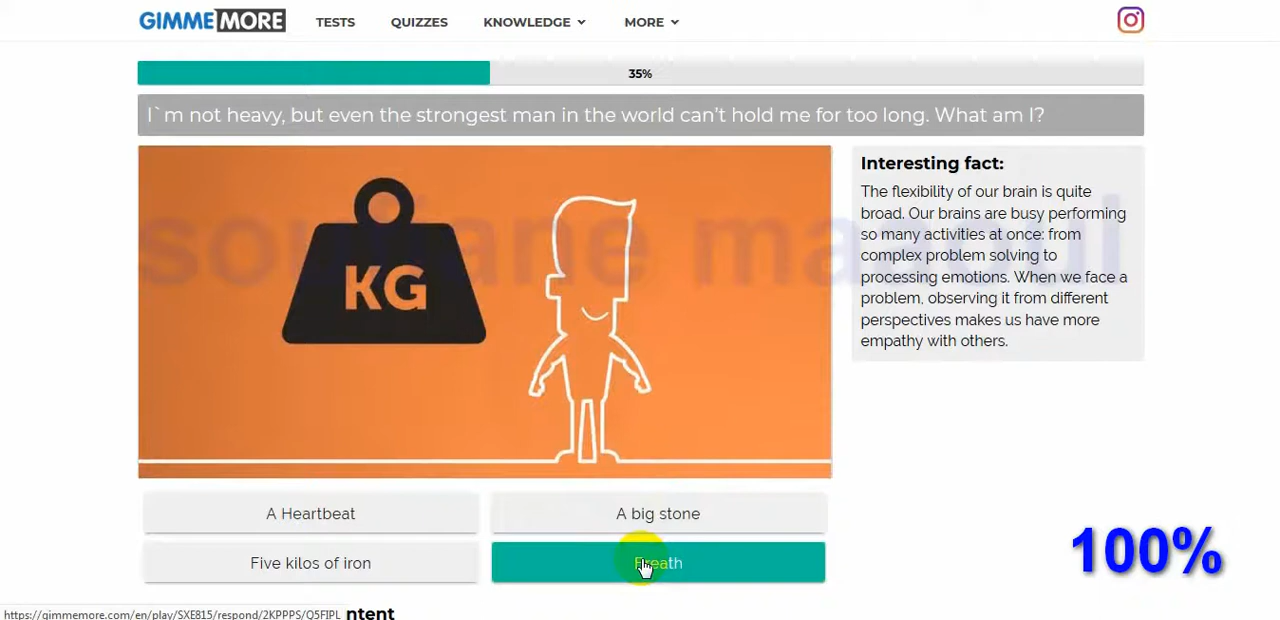 GIMMEMORE TESTS QUIZZES KNOWLEDGE MORE
35%
I`m not heavy, but even the strongest man in the world can't hold me for too long. What am I?
KG
Interesting fact:
The flexibility of our brain is quite
broad. Our brains are busy performing
so many activities at once: from
complex problem solving to
processing emotions. When we face a
problem, observing it from different
perspectives makes us have more
empathy with others.
A Heartbeat
A big stone
Five kilos of iron
Breath
100%
https://gimmemore.com/en/play/SXE815/respond/2KPPPS/Q5FIPL
ntent